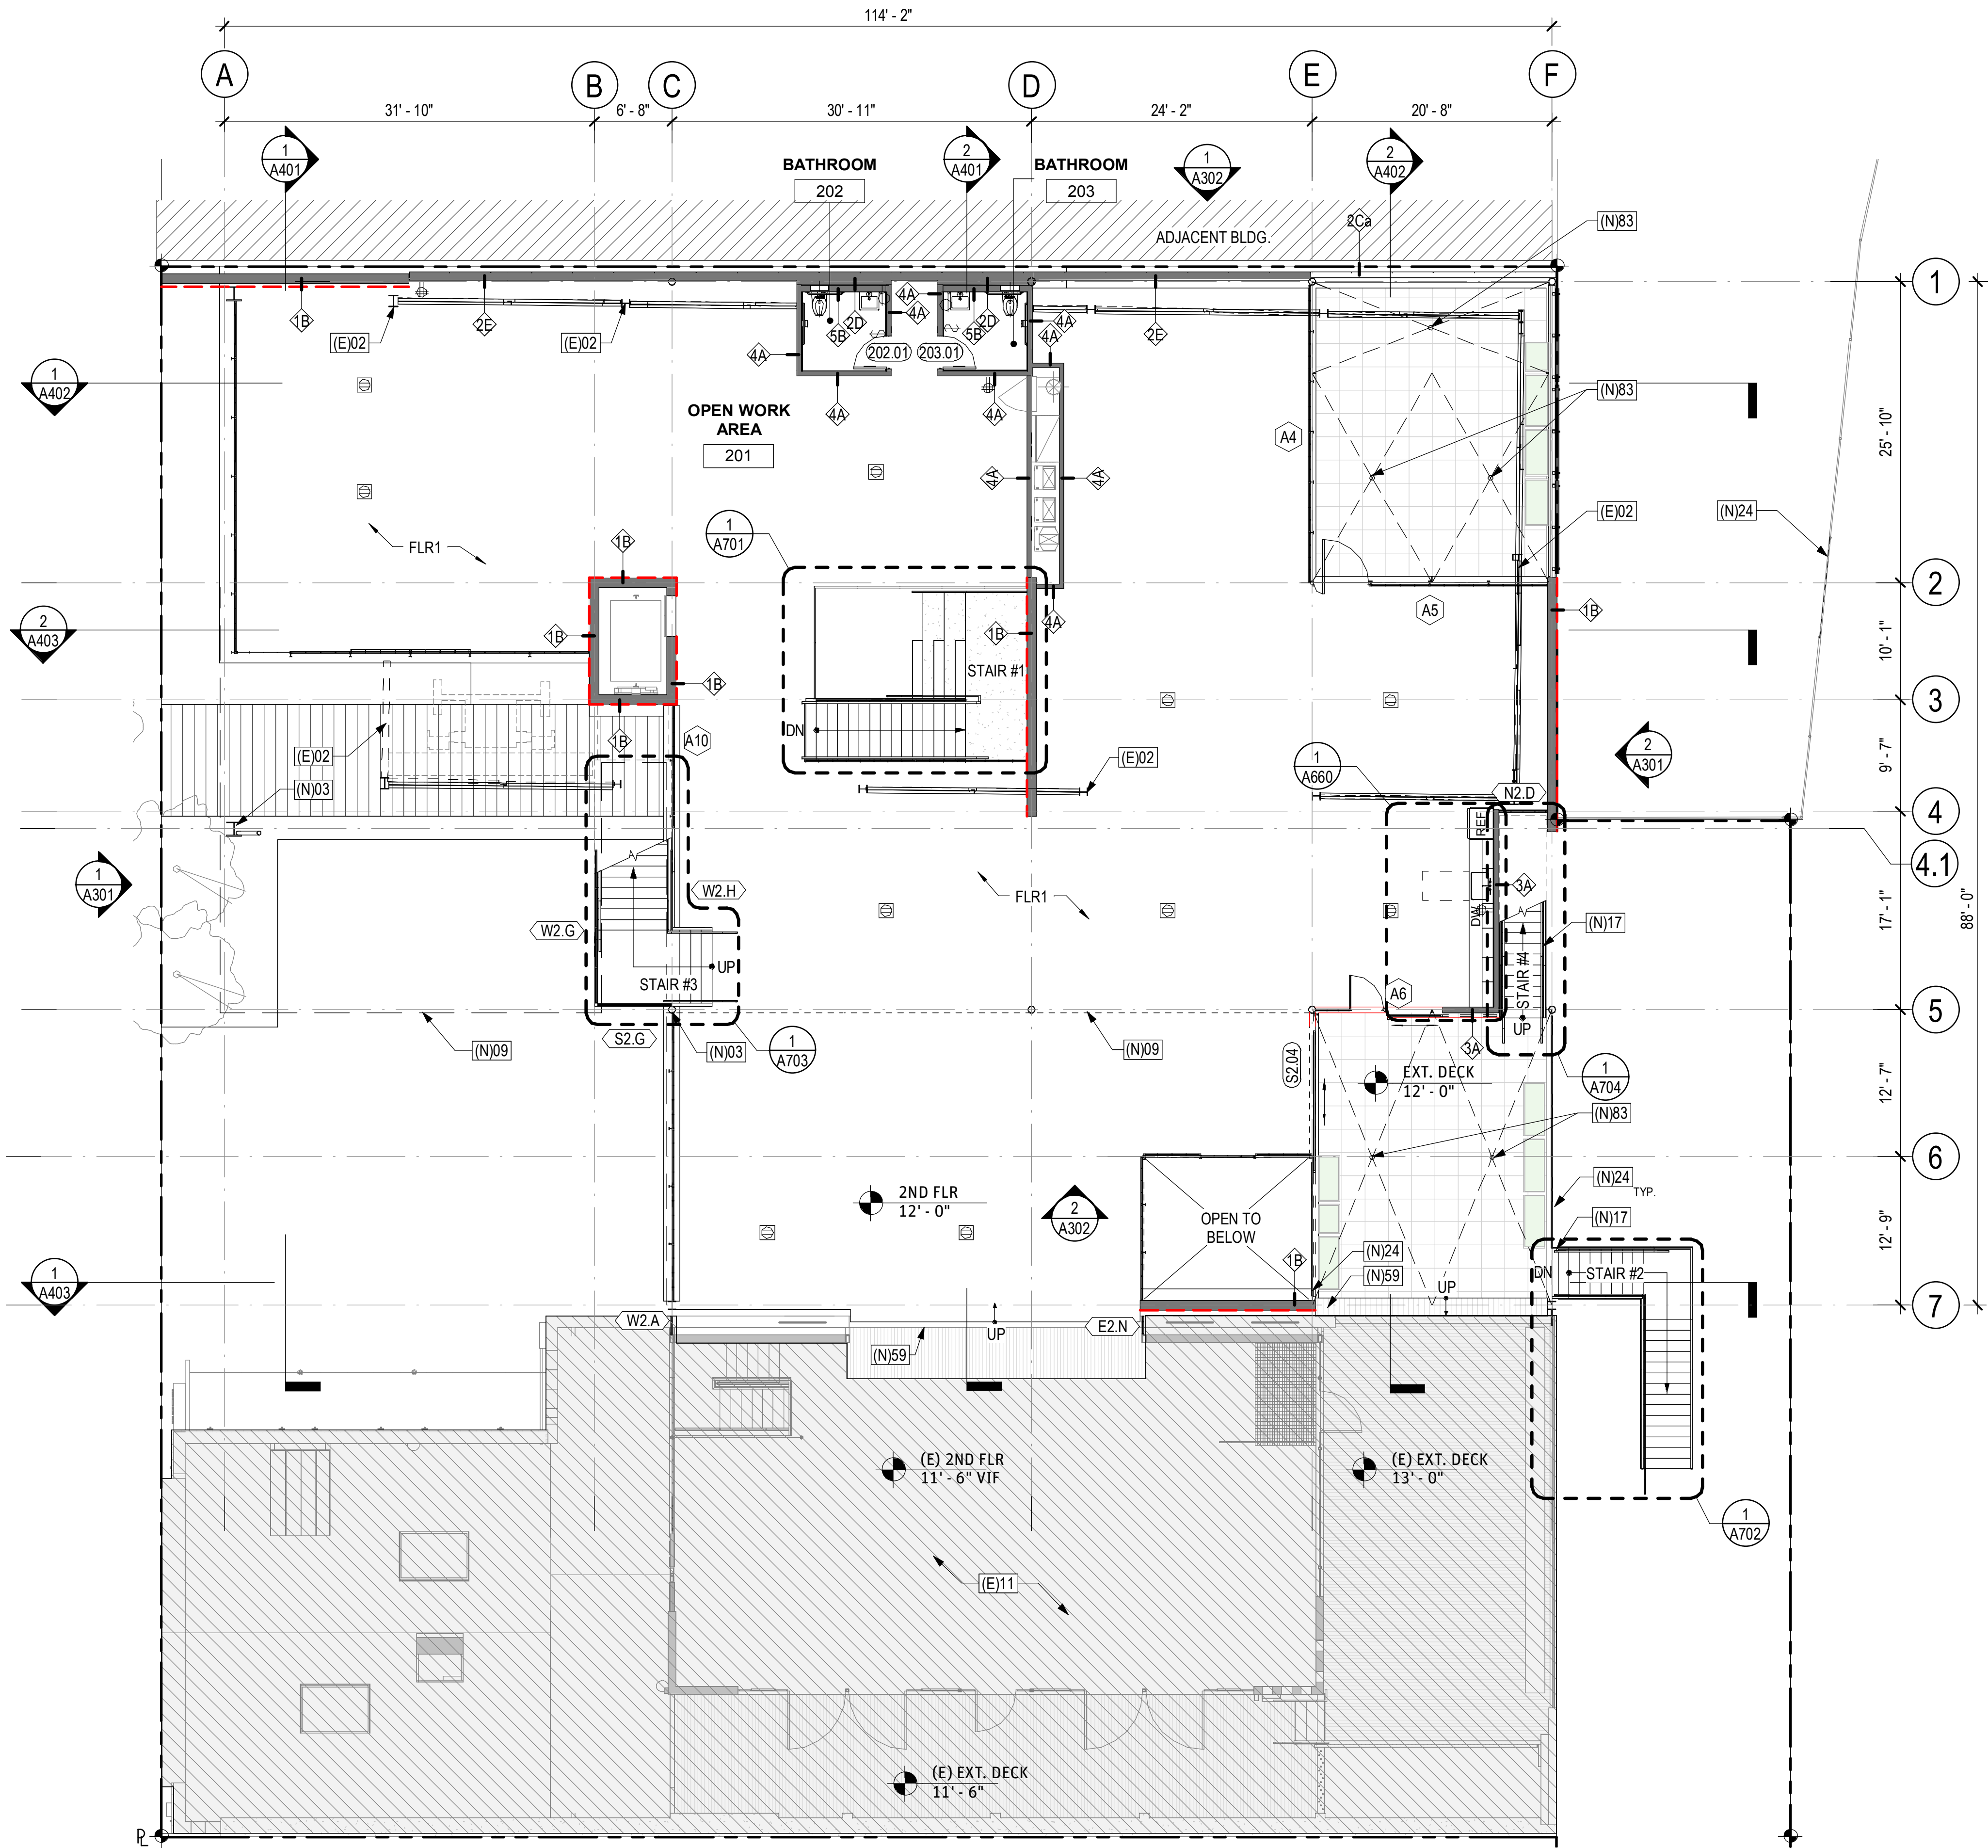 114' - 2"
A
B
C
D
E
F
31' - 10"
6' - 8"
30' - 11"
24' - 2"
20' - 8"
1
A401
BATHROOM
202
2
A401
BATHROOM
203
1
A302
2
A402
2Ca
(N)83
ADJACENT BLDG.
1
1B
2E
(E)02
(E)02
5B
2D
4A
4A
4A
5B
2D
4A
4A
2E
4A
202.01
203.01
1
A402
4A
4A
(N)83
OPEN WORK
AREA
201
A4
25' - 10"
4A
4A
(E)02
(N)24
1
A701
FLR1
1B
2
2
A403
1B
1B
4A
A5
1B
10' - 1"
STAIR #1
1B
3
DN
1B
A10
(E)02
(E)02
1
A660
2
A301
9' - 7"
(N)03
N2.D
4
REF.
4.1
1
A301
W2.H
FLR1
3A
DW
(N)17
17' - 1"
88' - 0"
W2.G
UP
STAIR #3
STAIR #4
A6
5
S2.G
(N)09
(N)03
1
A703
(N)09
UP
3A
S2.04
EXT. DECK
12' - 0"
1
A704
12' - 7"
(N)83
6
2ND FLR
12' - 0"
2
A302
OPEN TO
BELOW
(N)24
TYP.
(N)17
12' - 9"
1B
(N)24
(N)59
1
A403
DN
STAIR #2
UP
7
W2.A
UP
E2.N
(N)59
(E) 2ND FLR
11' - 6" VIF
(E) EXT. DECK
13' - 0"
1
A702
(E)11
(E) EXT. DECK
11' - 6"
PL